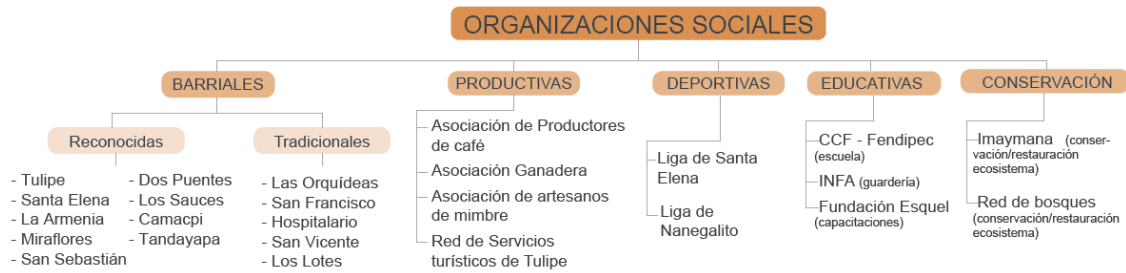 ORGANIZACIONES SOCIALES
BARRIALES
Reconocidas
- Tulipe
- Santa Elena
- La Armenia
- Miraflores
- San Sebastián
- Dos Puentes
- Los Sauces
- Camacpi
- Tandayapa
Tradicionales
- Las Orquídeas
- San Francisco
- Hospitalario
- San Vicente
- Los Lotes
PRODUCTIVAS
Asociación de Productores
de café
Asociación Ganadera
Asociación de artesanos
de mimbre
Red de Servicios
turísticos de Tulipe
DEPORTIVAS
Liga de Santa
Elena
Liga de
Nanegalito
EDUCATIVAS
CCF - Fendipec
(escuela)
INFA (guardería)
Fundación Esquel
(capacitaciones)
CONSERVACIÓN
Imaymana (conser-
vación/restauración
ecosistema)
Red de bosques
(conservación/restauración
ecosistema)